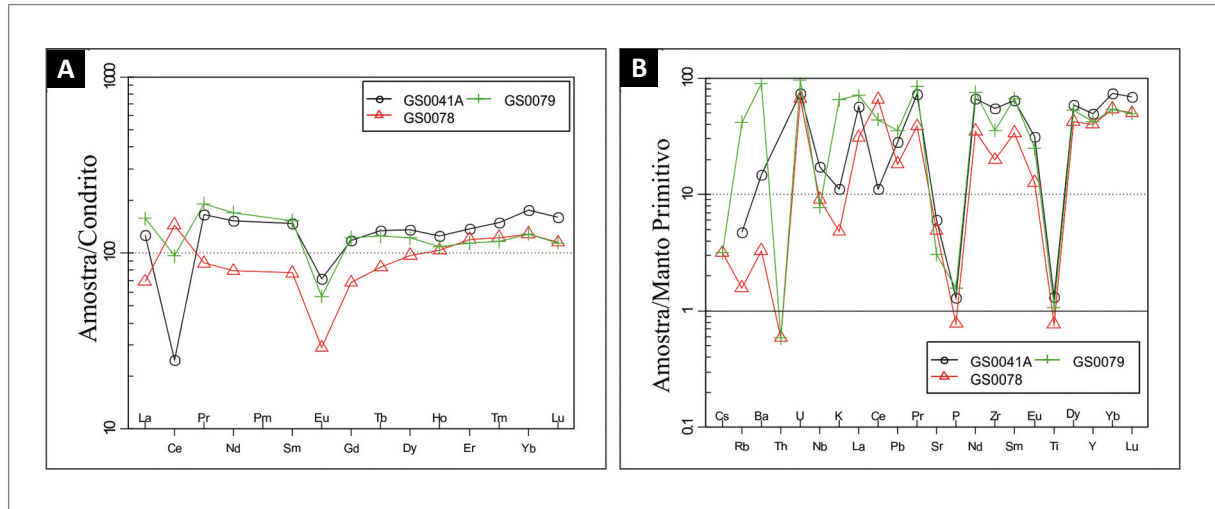 A
Amostra/Condrito
1000
100
10
GS0041A GS0079
GS0078
La Pr Pm Eu Tb Ho Tm Lu
Ce Nd Sm Gd Dy Er Yb
B
Amostra/Manto Primitivo
100
10
1
0.1
GS0041A GS0079
GS0078
Cs Ba U K Ce Pr P Zr Eu Dy Yb
Rb Th Nb La Pb Sr Nd Sm Ti Y Lu